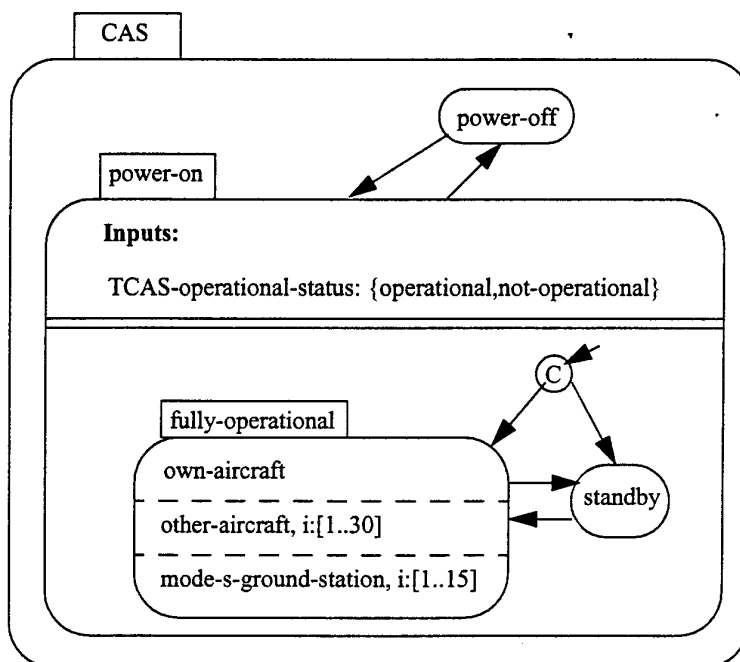 CAS
power-off
power-on
Inputs:
TCAS-operational-status: {operational,not-operational}
C
fully-operational
own-aircraft
standby
other-aircraft, i:[1..30]
mode-s-ground-station, i:[1..15]